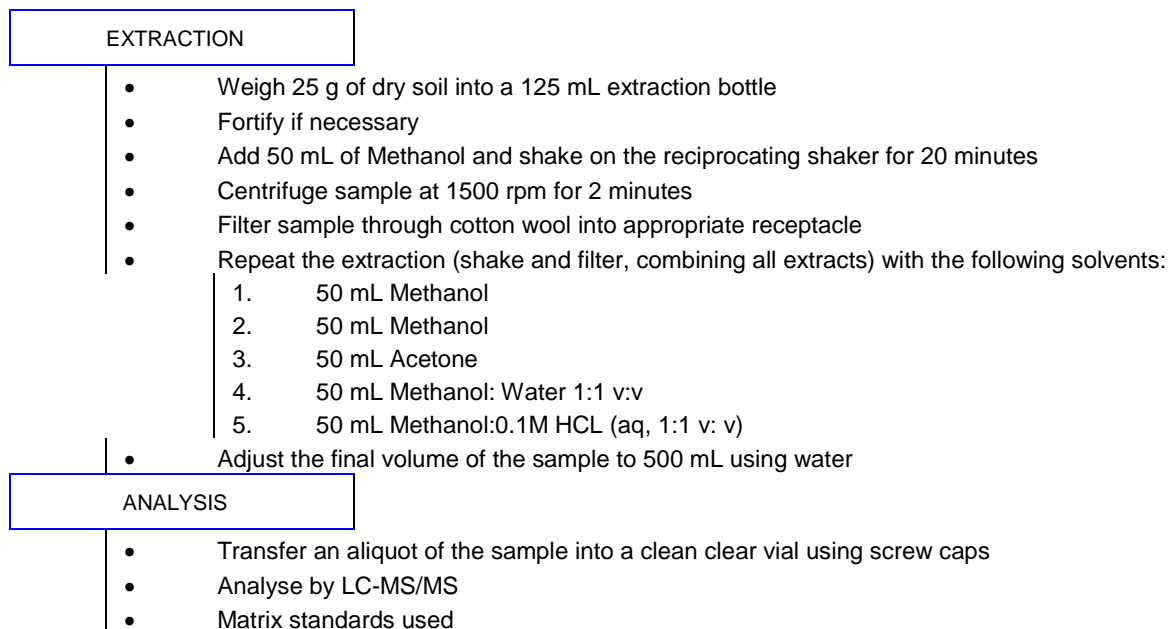 EXTRACTION
• Weigh 25 g of dry soil into a 125 mL extraction bottle
• Fortify if necessary
• Add 50 mL of Methanol and shake on the reciprocating shaker for 20 minutes
• Centrifuge sample at 1500 rpm for 2 minutes
• Filter sample through cotton wool into appropriate receptacle
• Repeat the extraction (shake and filter, combining all extracts) with the following solvents:
1. 50 mL Methanol
2. 50 mL Methanol
3. 50 mL Acetone
4. 50 mL Methanol: Water 1:1 v:v
5. 50 mL Methanol:0.1M HCL (aq, 1:1 v: v)
• Adjust the final volume of the sample to 500 mL using water
ANALYSIS
• Transfer an aliquot of the sample into a clean clear vial using screw caps
• Analyse by LC-MS/MS
• Matrix standards used